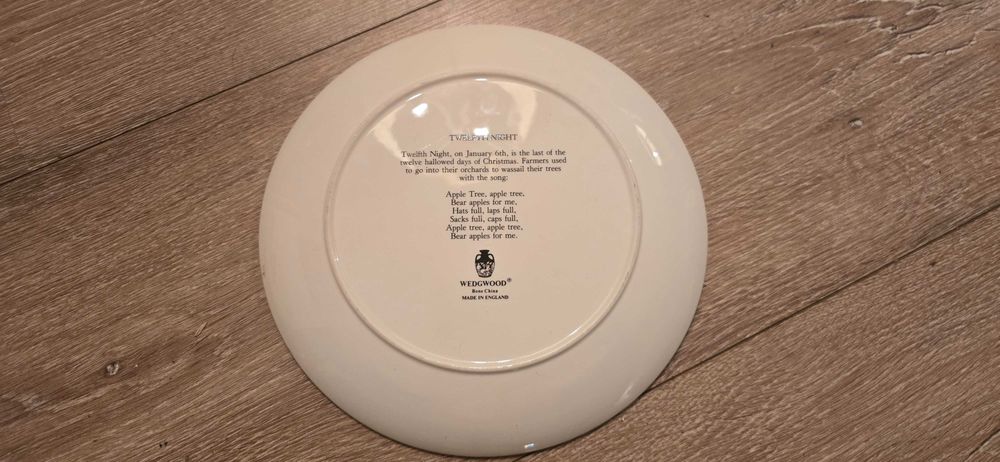 TWELFTH NIGHT
Twelfth Night, on January 6th, is the last of the
twelve hallowed days of Christmas. Farmers used
to go into their orchards to wassail their trees
with the song:
Apple Tree, apple tree,
Bear apples for me,
Hats full, laps full,
Sacks full, caps full,
Apple tree, apple tree,
Bear apples for me.
WEDGWOOD®
Bone China
MADE IN ENGLAND